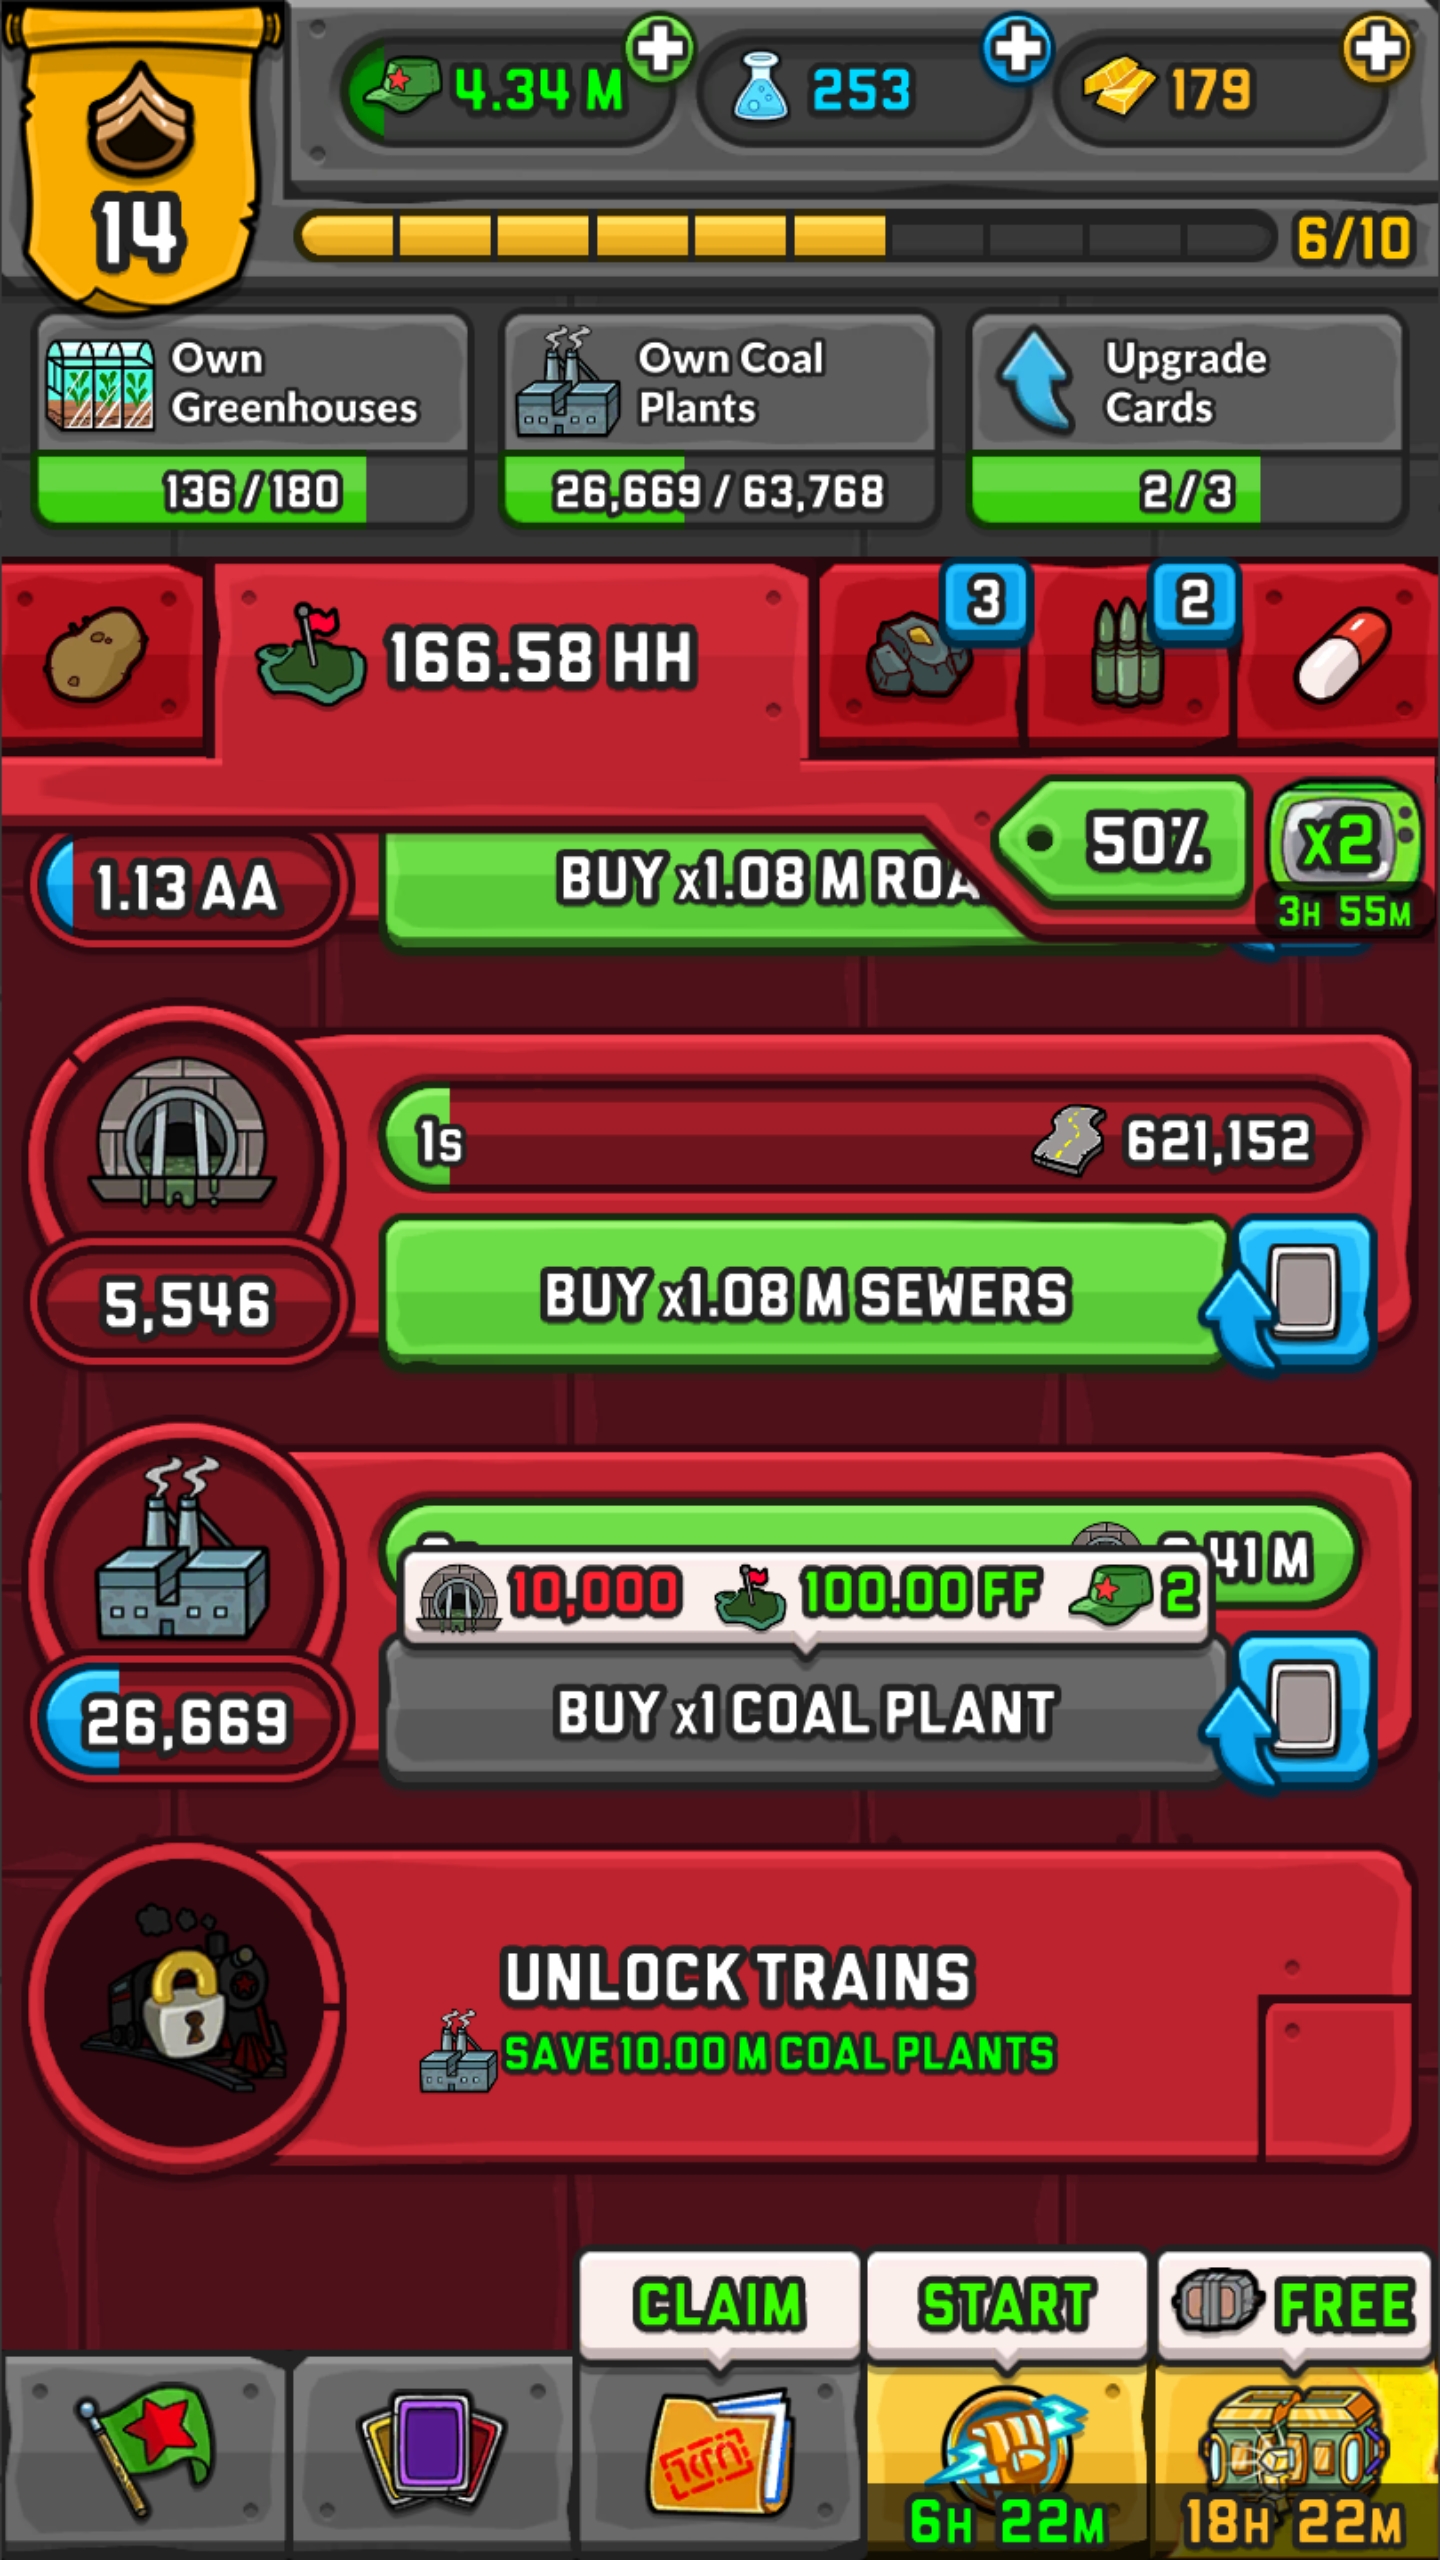 4.34 M
253
179
14
6/10
Own
Greenhouses
136/180
Own Coal
Plants
26,669/63,768
Upgrade
Cards
2/3
166.58 HH
3
2
50%
x2
3H 55M
1.13 AA
BUY x1.08 M
1s
621,152
5,546
BUY x1.08 M SEWERS
41 M
10,000
100.00 FF
2
26,669
BUY x1 COAL PLANT
UNLOCK TRAINS
SAVE 10.00 M COAL PLANTS
CLAIM
START
FREE
6H 22M
18H 22M